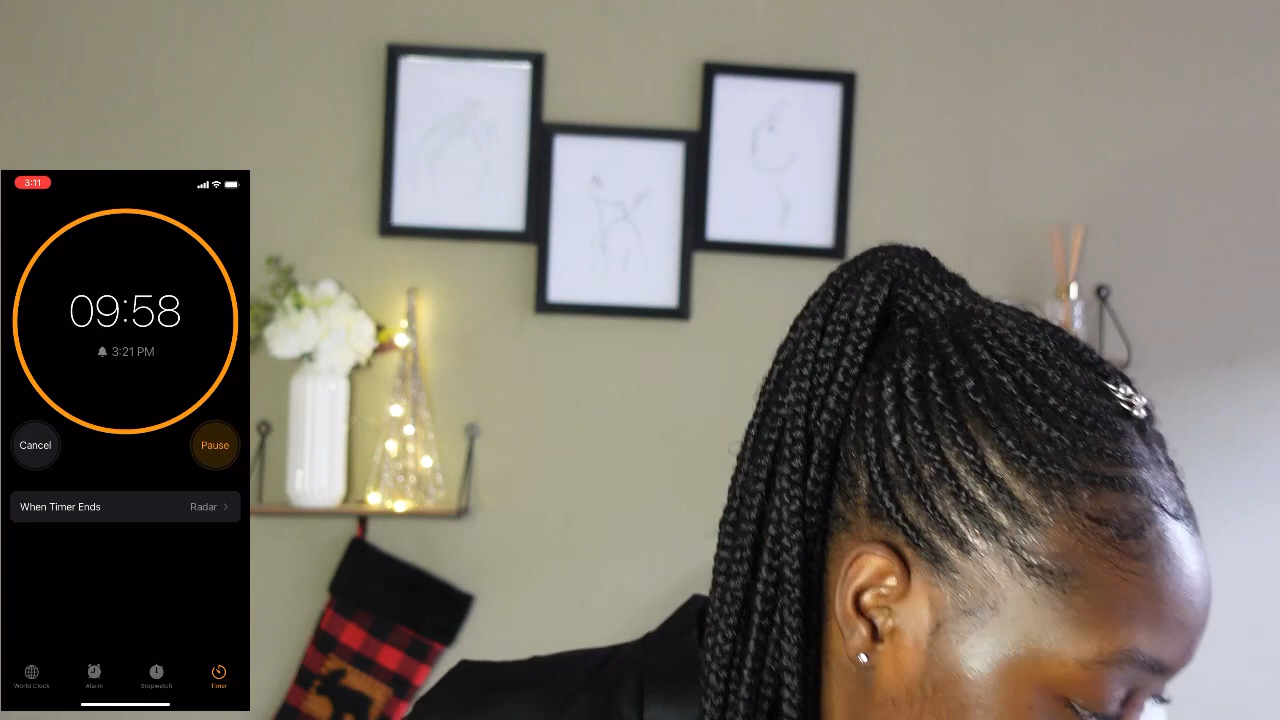 3:11
09:58
3:21 PM
Cancel
Pause
When Timer Ends
Radar
World Clock
Alarm
Stopwatch
Timer